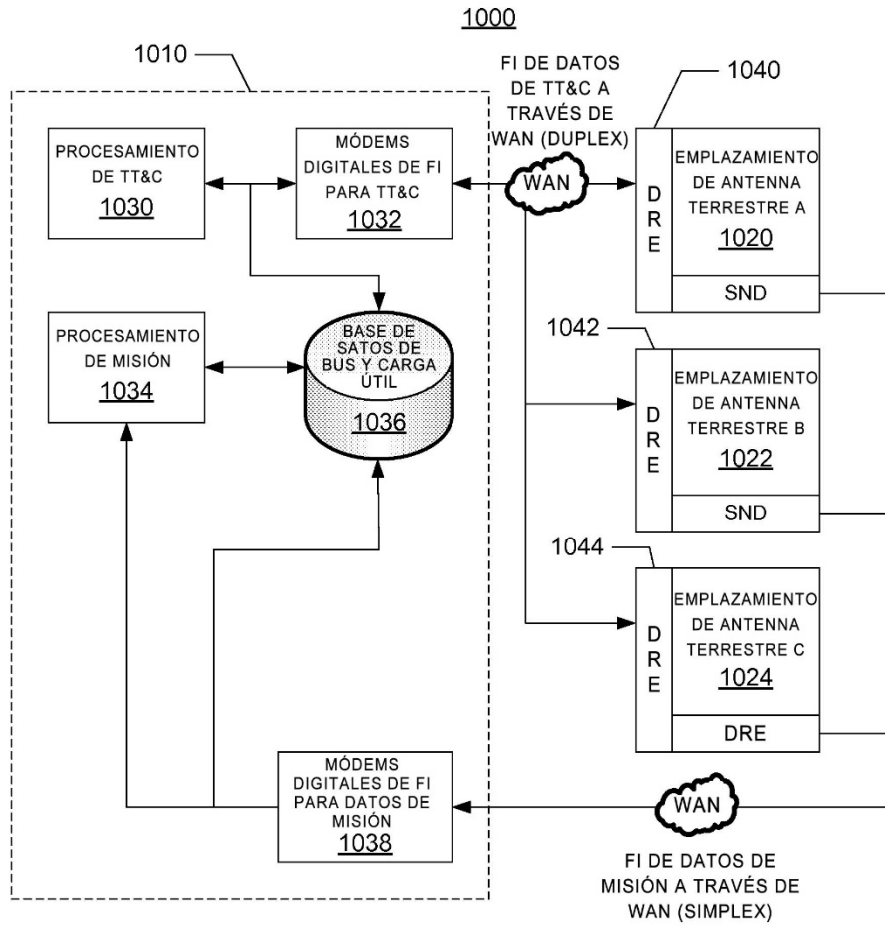 1000
1010
FI DE DATOS
DE TT&C A
TRAVÉS DE
WAN (DUPLEX)
1040
PROCESAMIENTO
DE TT&C
1030
MÓDEMS
DIGITALES DE FI
PARA TT&C
1032
WAN
D
R
E
EMPLAZAMIENTO
DE ANTENA
TERRESTRE A
1020
SND
PROCESAMIENTO
DE MISIÓN
1034
BASE DE
SATOS DE
BUS Y CARGA
ÚTIL
1036
1042
D
R
E
EMPLAZAMIENTO
DE ANTENNA
TERRESTRE B
1022
SND
1044
D
R
E
EMPLAZAMIENTO
DE ANTENNA
TERRESTRE C
1024
DRE
MÓDEMS
DIGITALES DE FI
PARA DATOS DE
MISIÓN
1038
WAN
FI DE DATOS DE
MISIÓN A TRAVÉS DE
WAN (SIMPLEX)